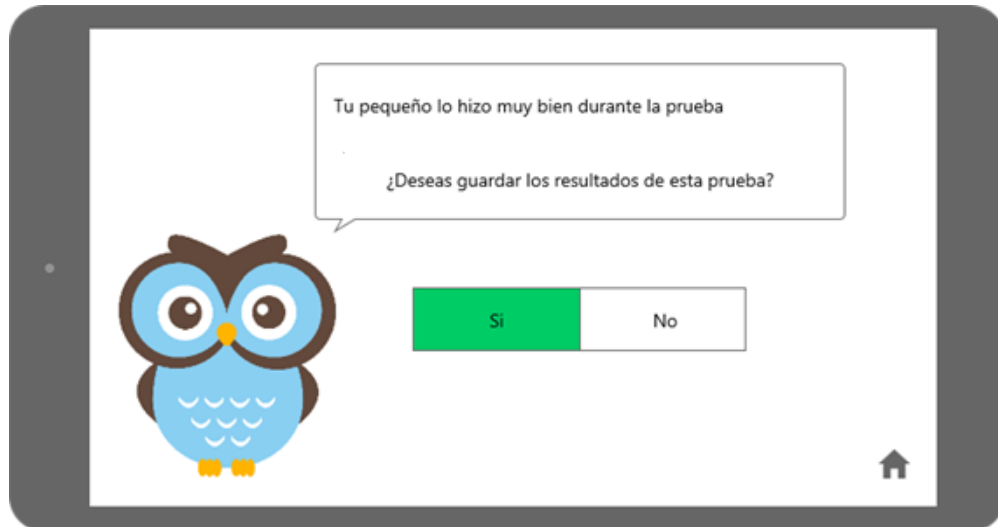 Tu pequeño lo hizo muy bien durante la prueba
¿Deseas guardar los resultados de esta prueba?
Si
No